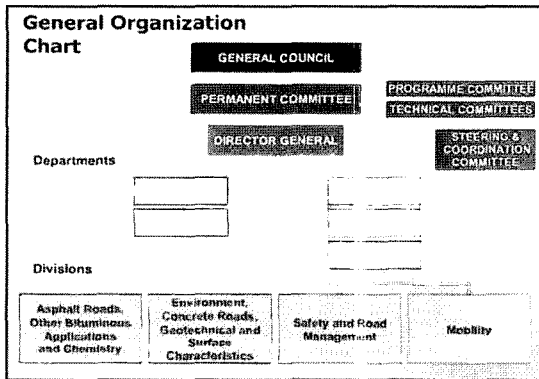 General Organization
Chart
GENERAL COUNCIL
PERMANENT COMMITTEE
PROGRAMME COMMITTEE
TECHNICAL COMMITTEES
DIRECTOR GENERAL
STEERING &
COORDINATION
COMMITTEE
Departments
Divisions
Asphalt Roads,
Other Bituminous
Applications
and Chemistry
Environment,
Concrete Roads,
Geotechnical and
Surface
Characteristics
Safety and Road
Management
Mobility